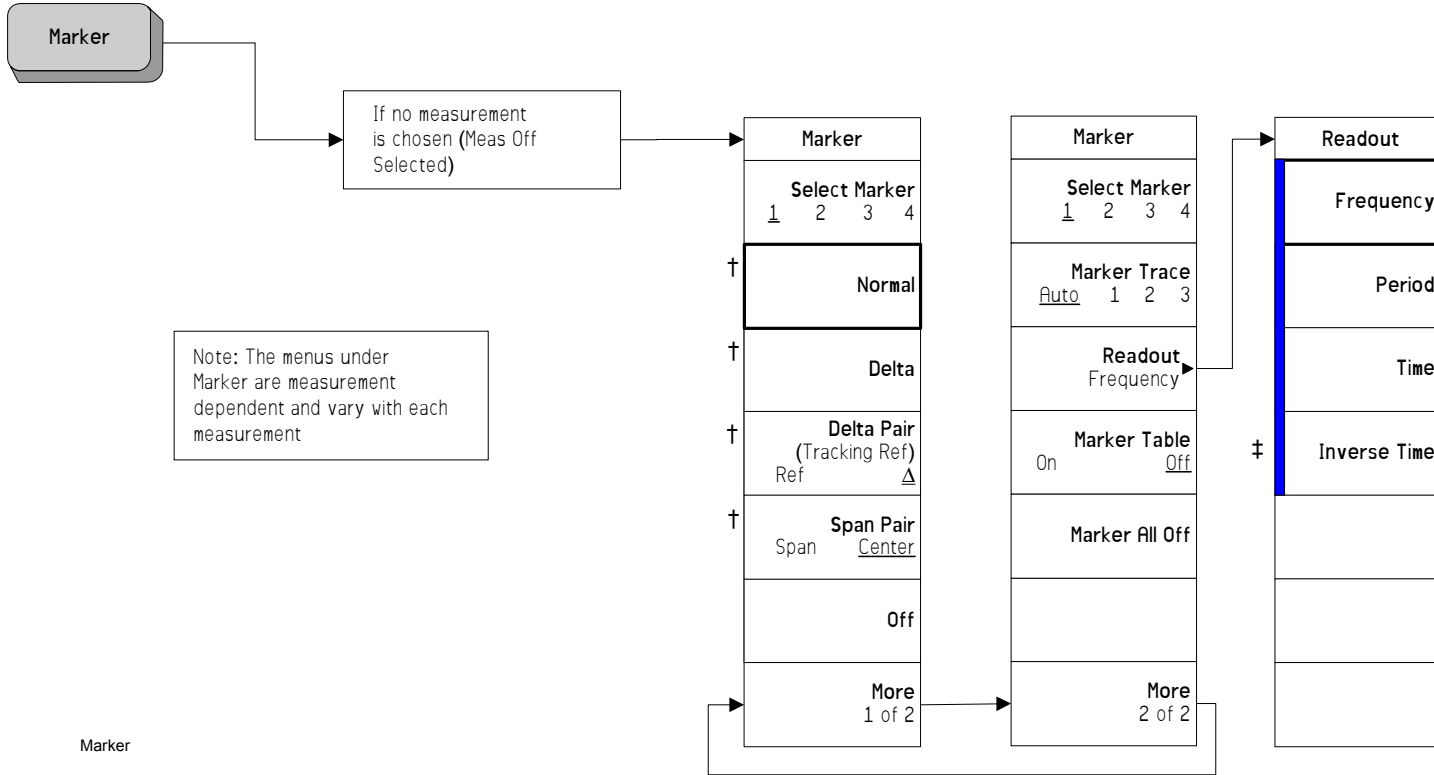 Marker
If no measurement
is chosen (Meas Off
Selected)
Note: The menus under
Marker are measurement
dependent and vary with each
measurement
Marker
Select Marker
1 2 3 4
†
Normal
†
Delta
†
Delta Pair
(Tracking Ref)
Ref Δ
†
Span Pair
Span Center
Off
More
1 of 2
Marker
Select Marker
1 2 3 4
Marker Trace
Auto 1 2 3
Readout
Frequency
Marker Table
On Off
Marker All Off
More
2 of 2
Readout
Frequency
Period
Time
‡
Inverse Time
Marker